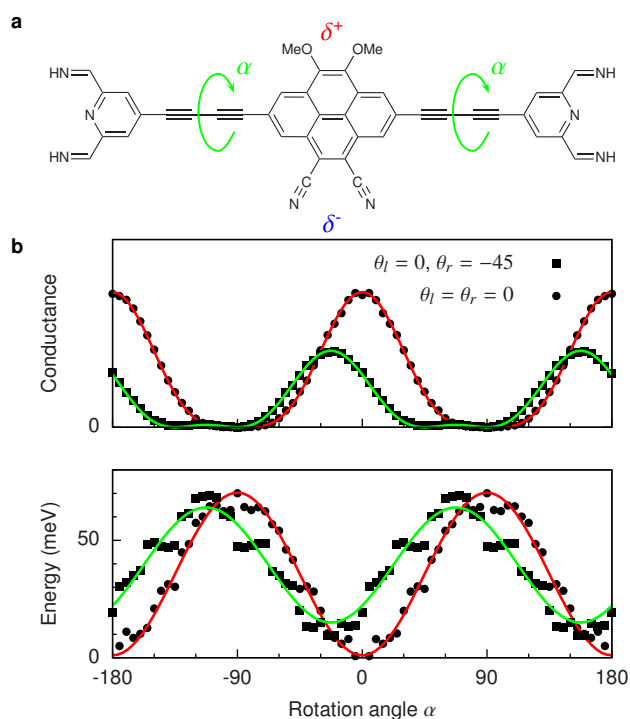 a
δ+
MeO OMe
α α
HN NH
N N
HN NH
C C
N N
δ-
b
θl = 0, θr = −45
θl = θr = 0
Conductance
0
Energy (meV)
50
0
-180 -90 0 90 180
Rotation angle α